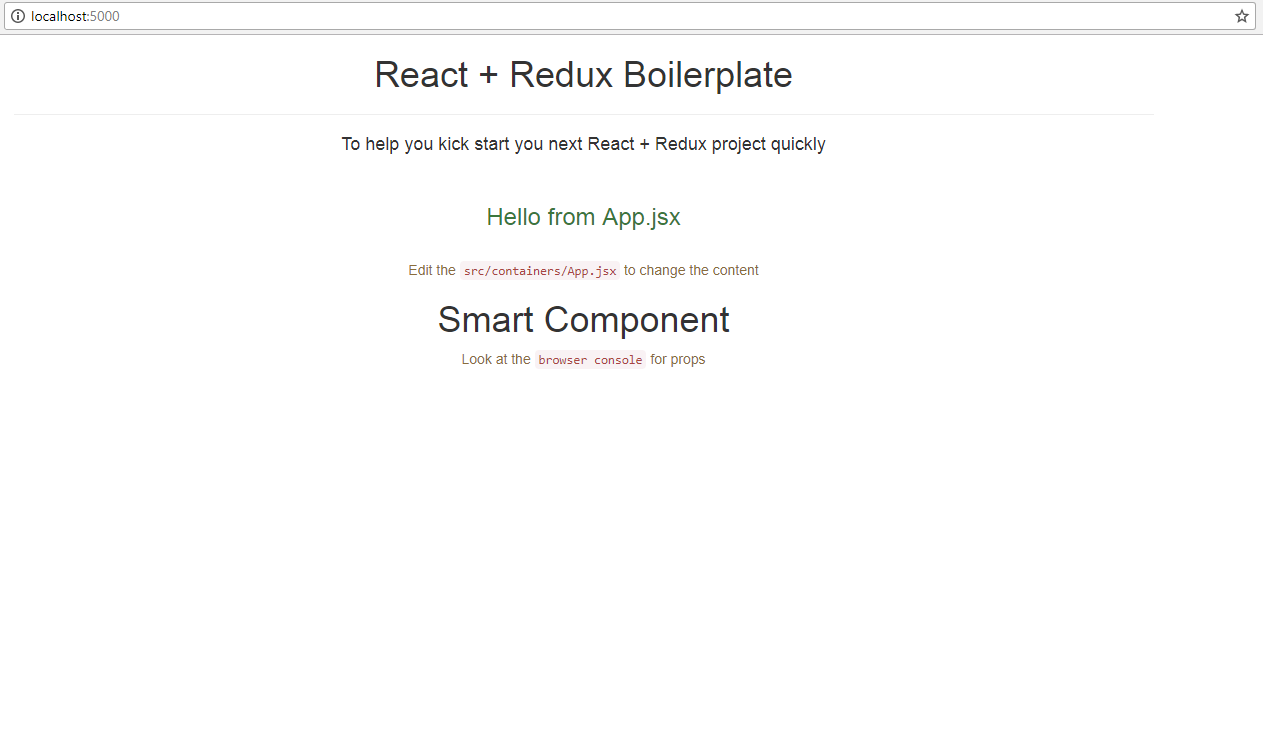 localhost:5000
React + Redux Boilerplate
To help you kick start you next React + Redux project quickly
Hello from App.jsx
Edit the src/containers/App.jsx to change the content
Smart Component
Look at the browser console for props